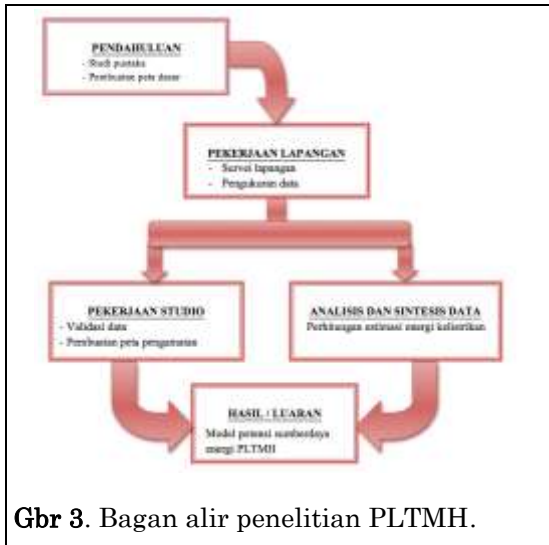 PENDAHULUAN
- Studi pustaka
- Pembuatan peta dasar
PEKERJAAN LAPANGAN
- Survei lapangan
- Pengukuran data
PEKERJAAN STUDIO
- Validasi data
- Pembuatan peta pengamatan
ANALISIS DAN SINTESIS DATA
Perhitungan estimasi energi kelistrikan
HASIL / LUARAN
Model potensi sumberdaya
energi PLTMH
Gbr 3. Bagan alir penelitian PLTMH.